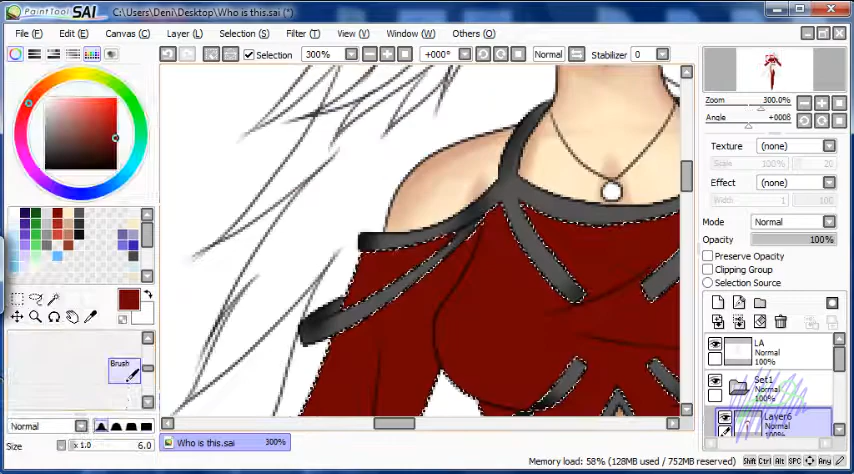 PaintTool SAI C:\Users\Deni\Desktop\Who is this.sai (*)
File (F) Edit (E) Canvas (C) Layer (L) Selection (S) Filter (T) View (V) Window (W) Others (O)
Selection 300% +000° Normal Stabilizer 0
Zoom 300.0%
Angle +000B
Texture (none)
Scale 100% 20
Effect (none)
Width 1 100
Mode Normal
Opacity 100%
Preserve Opacity
Clipping Group
Selection Source
LA
Normal
100%
Set1
Normal
100%
Layer6
Normal
100%
Brush
Normal
Size x 1.0 6.0
Who is this.sai 300%
Memory load: 58% (128MB used / 752MB reserved) Shift Ctrl Alt SPC Any